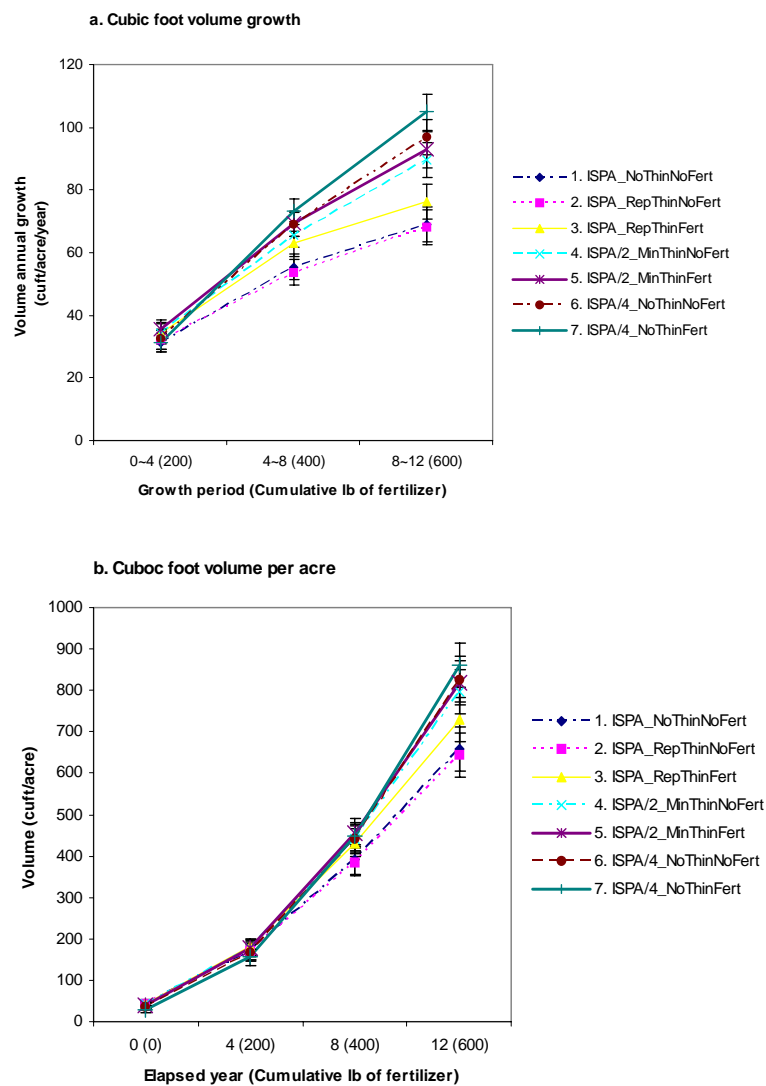 a. Cubic foot volume growth
120
100
80
60
40
20
0
Volume annual growth
(cuft/acre/year)
0~4 (200)
4~8 (400)
8~12 (600)
Growth period (Cumulative lb of fertilizer)
1. ISPA_NoThinNoFert
2. ISPA_RepThinNoFert
3. ISPA_RepThinFert
4. ISPA/2_MinThinNoFert
5. ISPA/2_MinThinFert
6. ISPA/4_NoThinNoFert
7. ISPA/4_NoThinFert
b. Cuboc foot volume per acre
1000
900
800
700
600
500
400
300
200
100
0
Volume (cuft/acre)
0 (0)
4 (200)
8 (400)
12 (600)
Elapsed year (Cumulative lb of fertilizer)
1. ISPA_NoThinNoFert
2. ISPA_RepThinNoFert
3. ISPA_RepThinFert
4. ISPA/2_MinThinNoFert
5. ISPA/2_MinThinFert
6. ISPA/4_NoThinNoFert
7. ISPA/4_NoThinFert